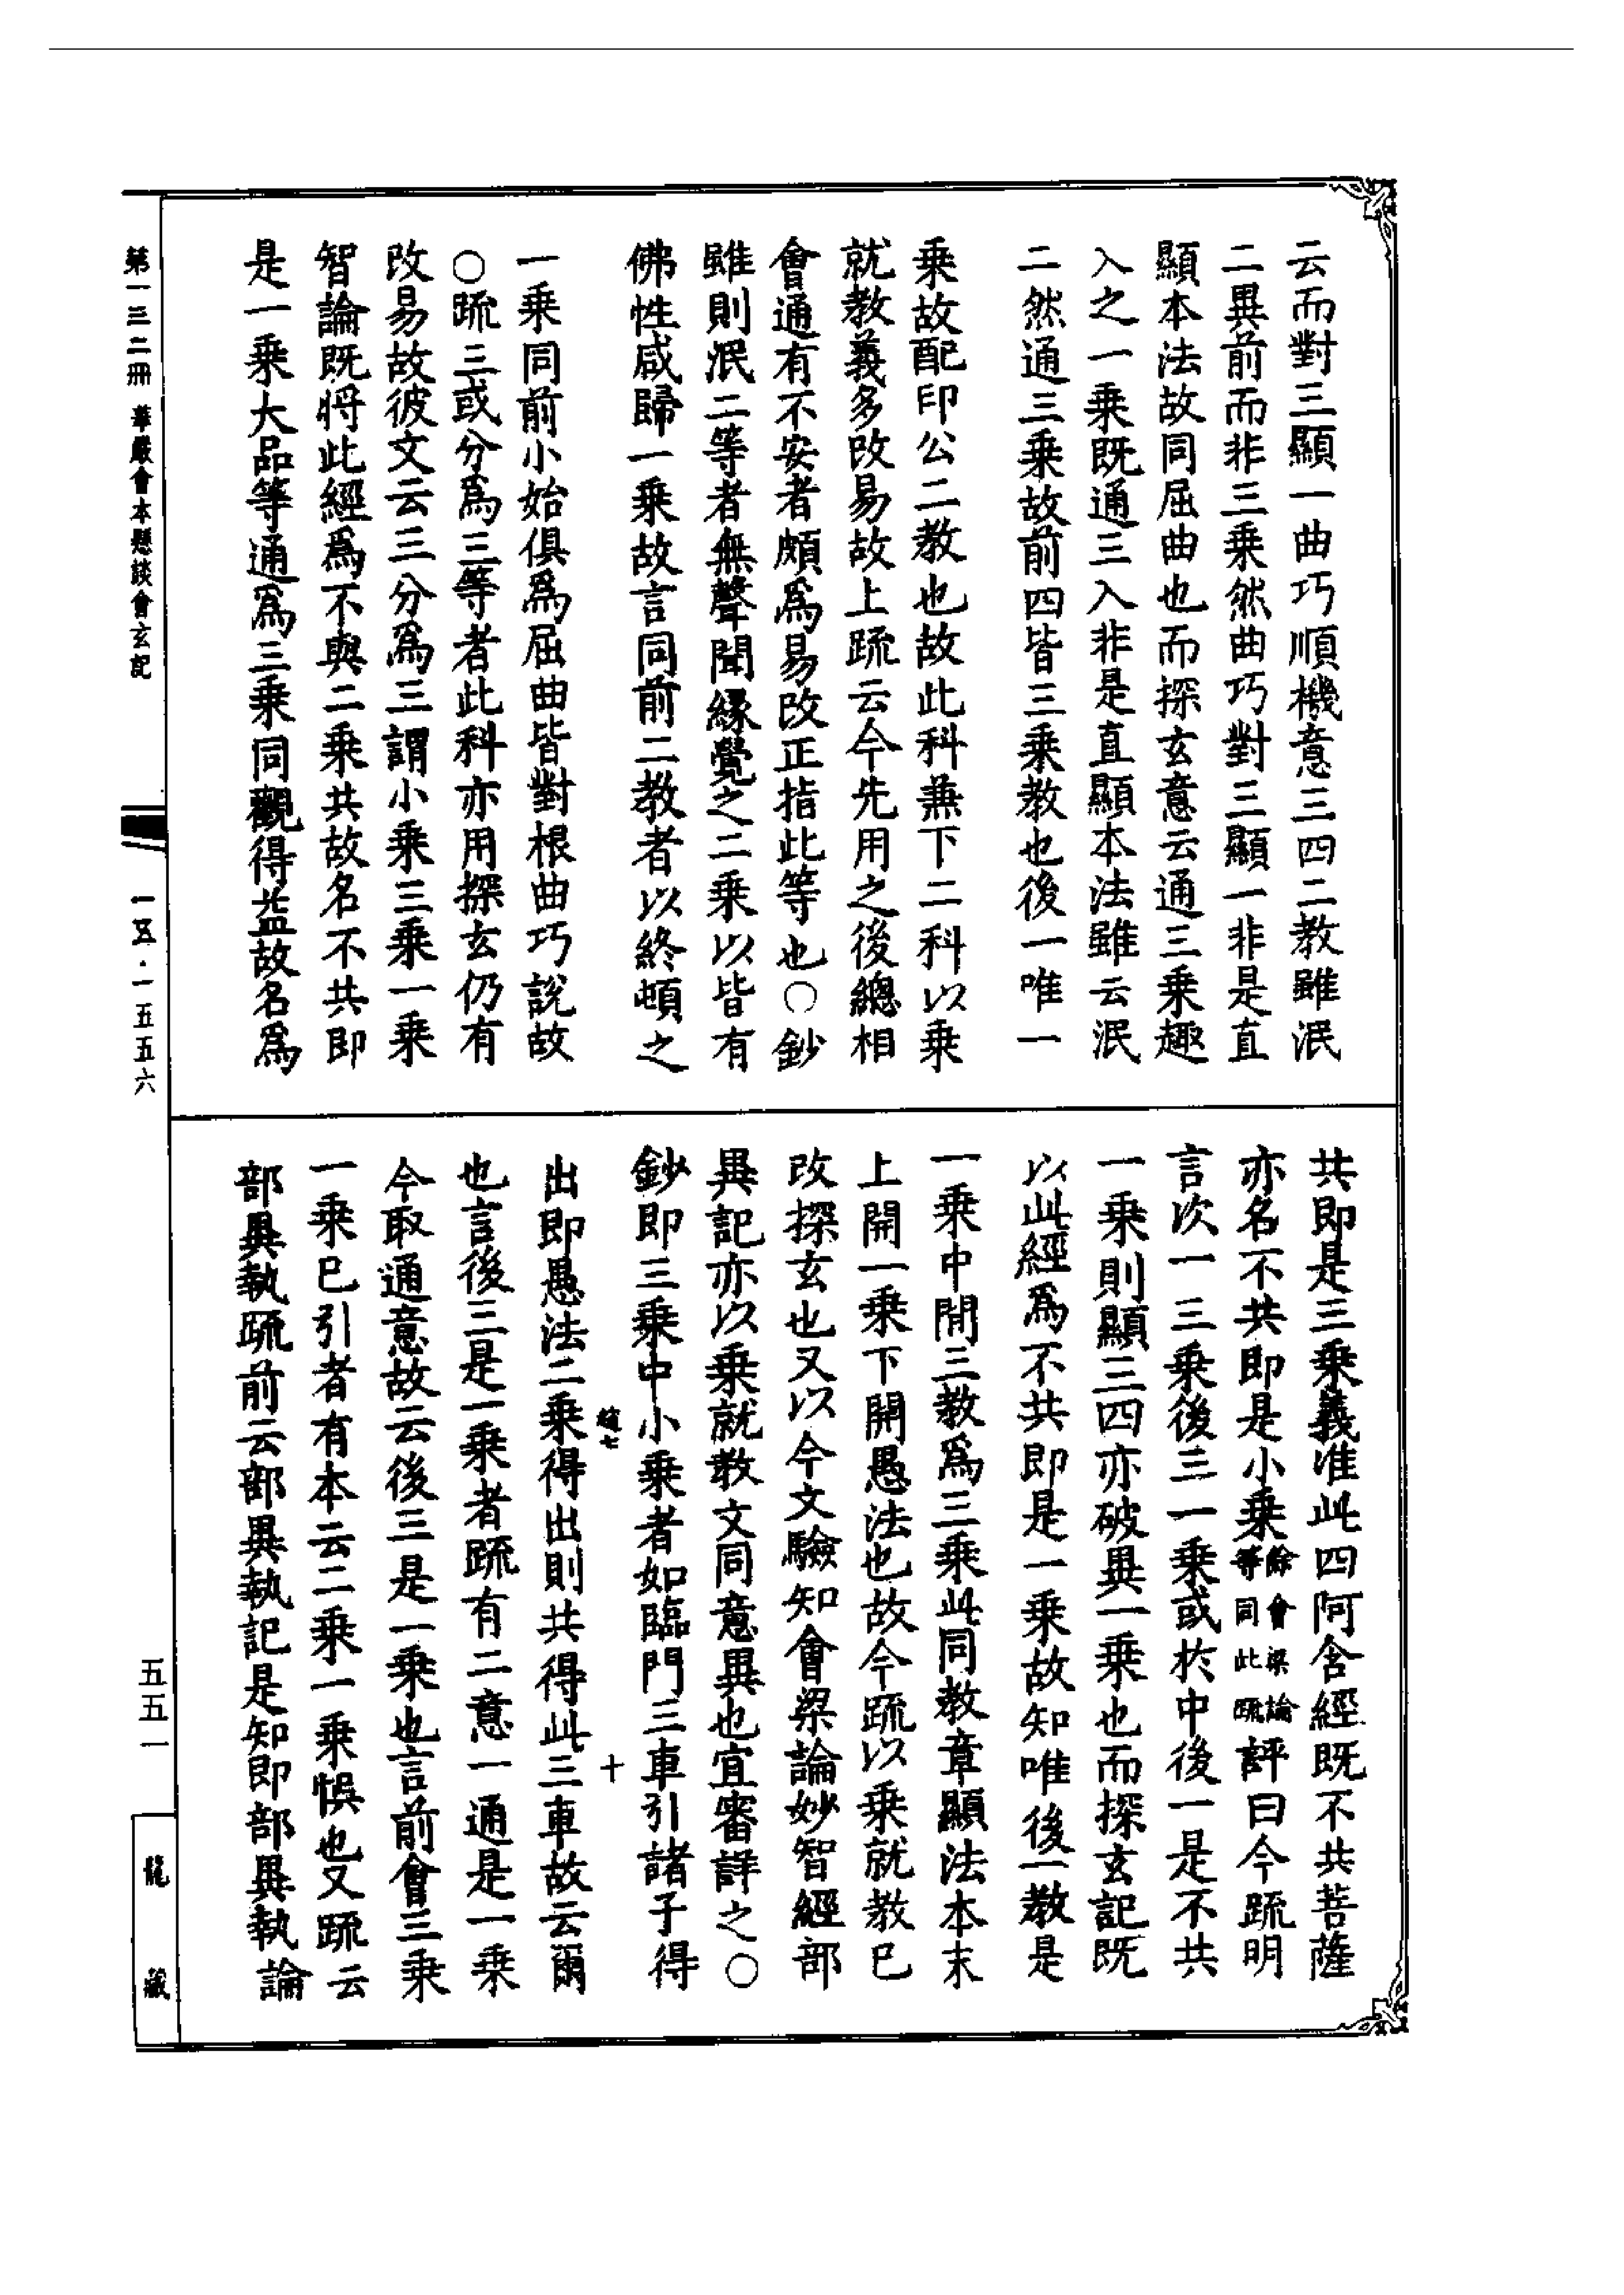 云而對三顯一曲巧順機意三四二教雖泯
二異前而非三乘然曲巧對三顯一非是直
顯本法故同屈曲也而探玄意云通三乘趣
入之一乘既通三入非是直顯本法雖云泯
二然通三乘故前四皆三乘教也後一唯一
乘故配印公二教也故此科兼下二科以乘
就教義多改易故上䟽云今先用之後總相
會通有不安者頗爲易改正指此等也○鈔
雖則泯二等者無聲聞緣覺之二乘以皆有
佛性咸歸一乘故言同前二教者以終頓之
一乘同前小始俱爲屈曲皆對根曲巧說故
○䟽三或分爲三等者此科亦用探玄仍有
改易故彼文云三分爲三謂小乘三乘一乘
智論既將此經爲不與二乘共故名不共即
是一乘大品等通爲三乘同觀得益故名爲
共即是三乘義准此四阿含經既不共菩薩
亦名不共即是小乘餘會梁論等同此䟽評曰今䟽明
言次一三乘後三一乘或於中後一是不共
一乘則顯三四亦破異一乘也而探玄記既
以此經爲不共即是一乘故知唯後一教是
一乘中間三教爲三乘此同教章顯法本末
上開一乘下開愚法也故今䟽以乘就教已
改探玄也又以今文驗知會梁論妙智經部
異記亦以乘就教文同意異也宜審詳之○
鈔即三乘中小乘者如臨門三車引諸子得
趙七 十
出即愚法二乘得出則共得此三車故云爾
也言後三是一乘者䟽有二意一通是一乘
今取通意故云後三是一乘也言前會三乘
一乘已引者有本云二乘一乘悞也又䟽云
部異執䟽前云部異執記是知即部異執論
第一三二冊 華嚴會本懸談會玄記
一五·一五五六
五五一
龍藏